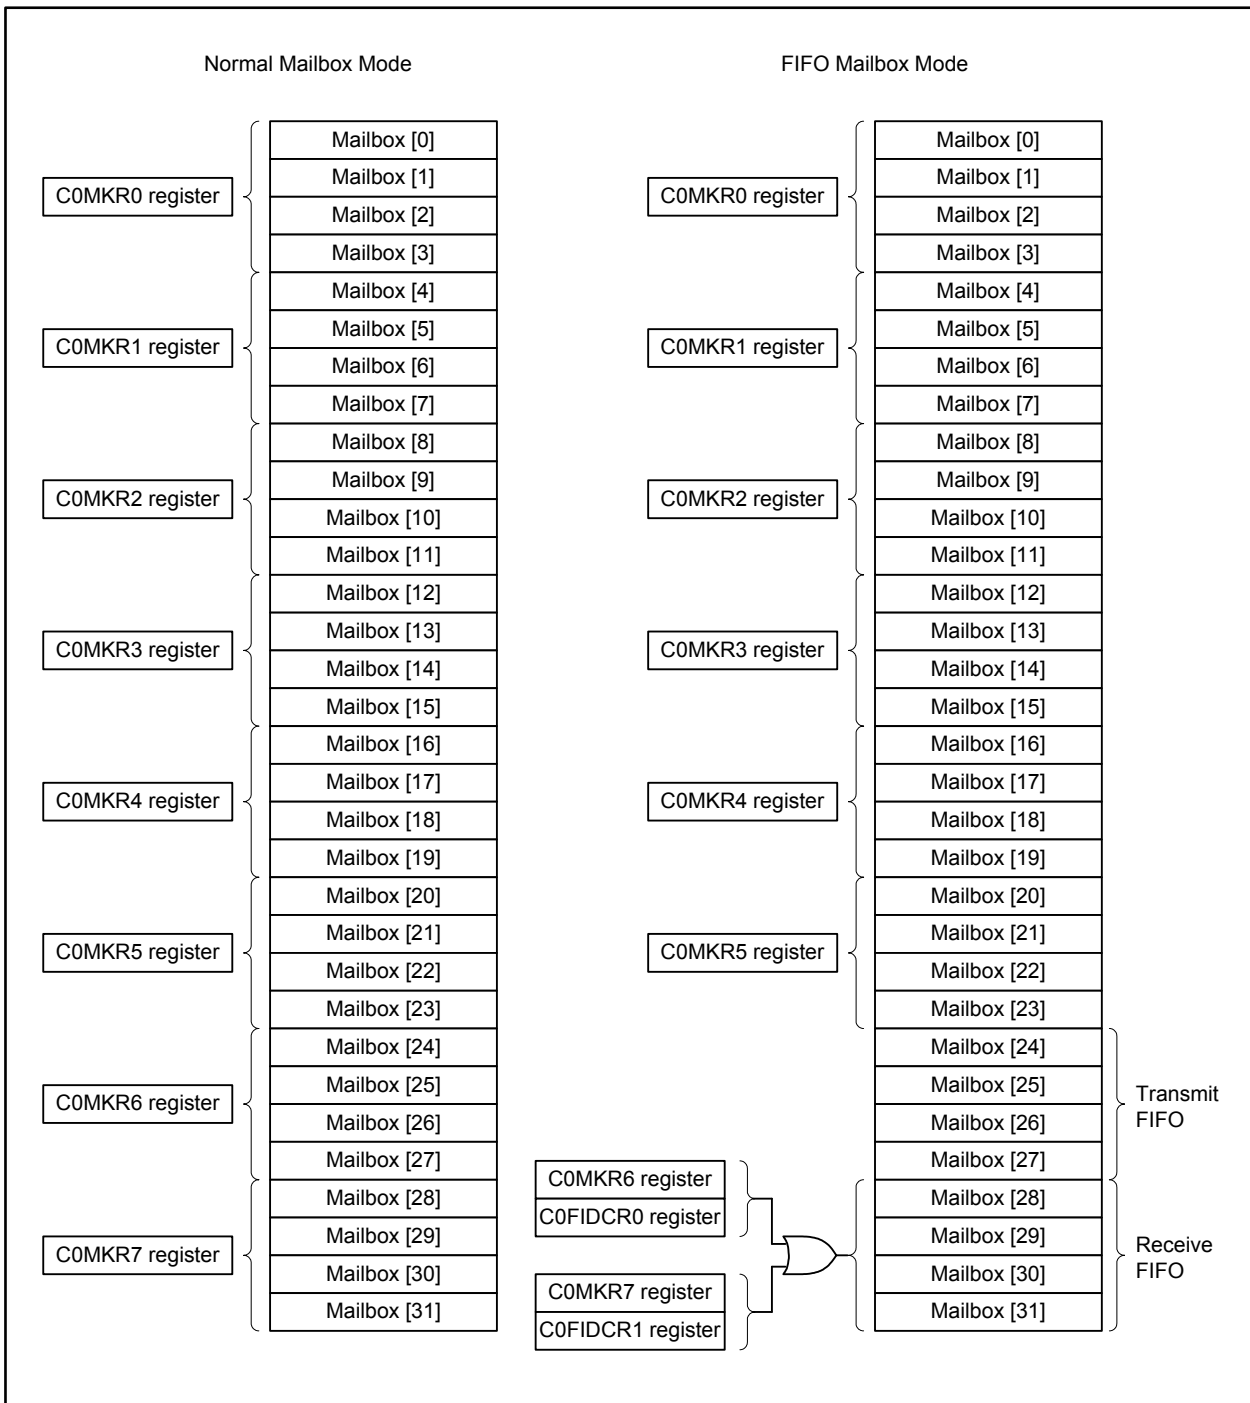 Normal Mailbox Mode
C0MKR0 register
C0MKR1 register
C0MKR2 register
C0MKR3 register
C0MKR4 register
C0MKR5 register
C0MKR6 register
C0MKR7 register
Mailbox [0]
Mailbox [1]
Mailbox [2]
Mailbox [3]
Mailbox [4]
Mailbox [5]
Mailbox [6]
Mailbox [7]
Mailbox [8]
Mailbox [9]
Mailbox [10]
Mailbox [11]
Mailbox [12]
Mailbox [13]
Mailbox [14]
Mailbox [15]
Mailbox [16]
Mailbox [17]
Mailbox [18]
Mailbox [19]
Mailbox [20]
Mailbox [21]
Mailbox [22]
Mailbox [23]
Mailbox [24]
Mailbox [25]
Mailbox [26]
Mailbox [27]
Mailbox [28]
Mailbox [29]
Mailbox [30]
Mailbox [31]
FIFO Mailbox Mode
C0MKR0 register
C0MKR1 register
C0MKR2 register
C0MKR3 register
C0MKR4 register
C0MKR5 register
C0MKR6 register
C0FIDCR0 register
C0MKR7 register
C0FIDCR1 register
Mailbox [0]
Mailbox [1]
Mailbox [2]
Mailbox [3]
Mailbox [4]
Mailbox [5]
Mailbox [6]
Mailbox [7]
Mailbox [8]
Mailbox [9]
Mailbox [10]
Mailbox [11]
Mailbox [12]
Mailbox [13]
Mailbox [14]
Mailbox [15]
Mailbox [16]
Mailbox [17]
Mailbox [18]
Mailbox [19]
Mailbox [20]
Mailbox [21]
Mailbox [22]
Mailbox [23]
Mailbox [24]
Mailbox [25]
Mailbox [26]
Mailbox [27]
Mailbox [28]
Mailbox [29]
Mailbox [30]
Mailbox [31]
Transmit
FIFO
Receive
FIFO